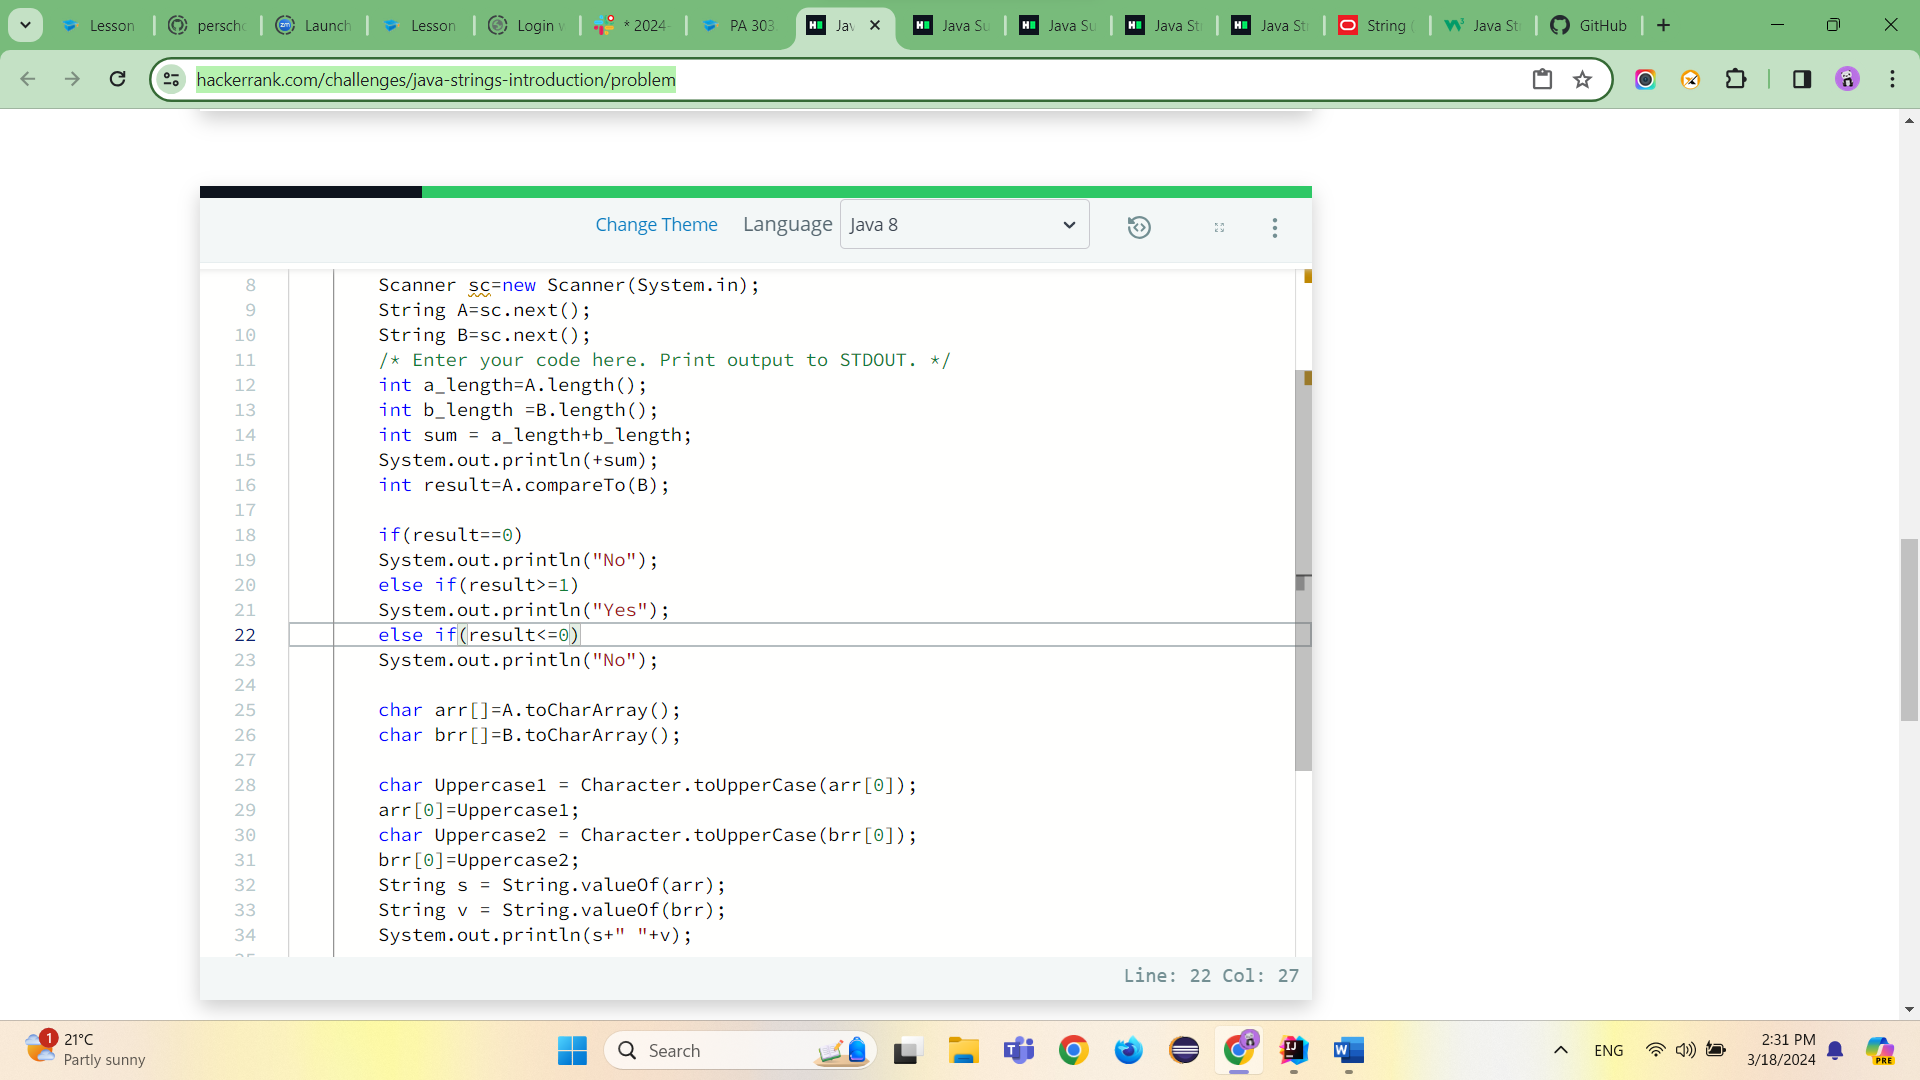 Lesson
persch
Launch
Lesson
Login
* 2024
PA 303.
Jav
Java Su
Java Su
Java St
Java St
String (
Java St
GitHub
hackerrank.com/challenges/java-strings-introduction/problem
Change Theme Language Java 8
8 Scanner sc=new Scanner(System.in);
9 String A=sc.next();
10 String B=sc.next();
11 /* Enter your code here. Print output to STDOUT. */
12 int a_length=A.length();
13 int b_length =B.length();
14 int sum = a_length+b_length;
15 System.out.println(+sum);
16 int result=A.compareTo(B);
17
18 if(result==0)
19 System.out.println("No");
20 else if(result>=1)
21 System.out.println("Yes");
22 else if(result<=0)
23 System.out.println("No");
24
25 char arr[]=A.toCharArray();
26 char brr[]=B.toCharArray();
27
28 char Uppercase1 = Character.toUpperCase(arr[0]);
29 arr[0]=Uppercase1;
30 char Uppercase2 = Character.toUpperCase(brr[0]);
31 brr[0]=Uppercase2;
32 String s = String.valueOf(arr);
33 String v = String.valueOf(brr);
34 System.out.println(s+" "+v);
Line: 22 Col: 27
1
21°C
Partly sunny
Search
ENG
2:31 PM
3/18/2024
PRE